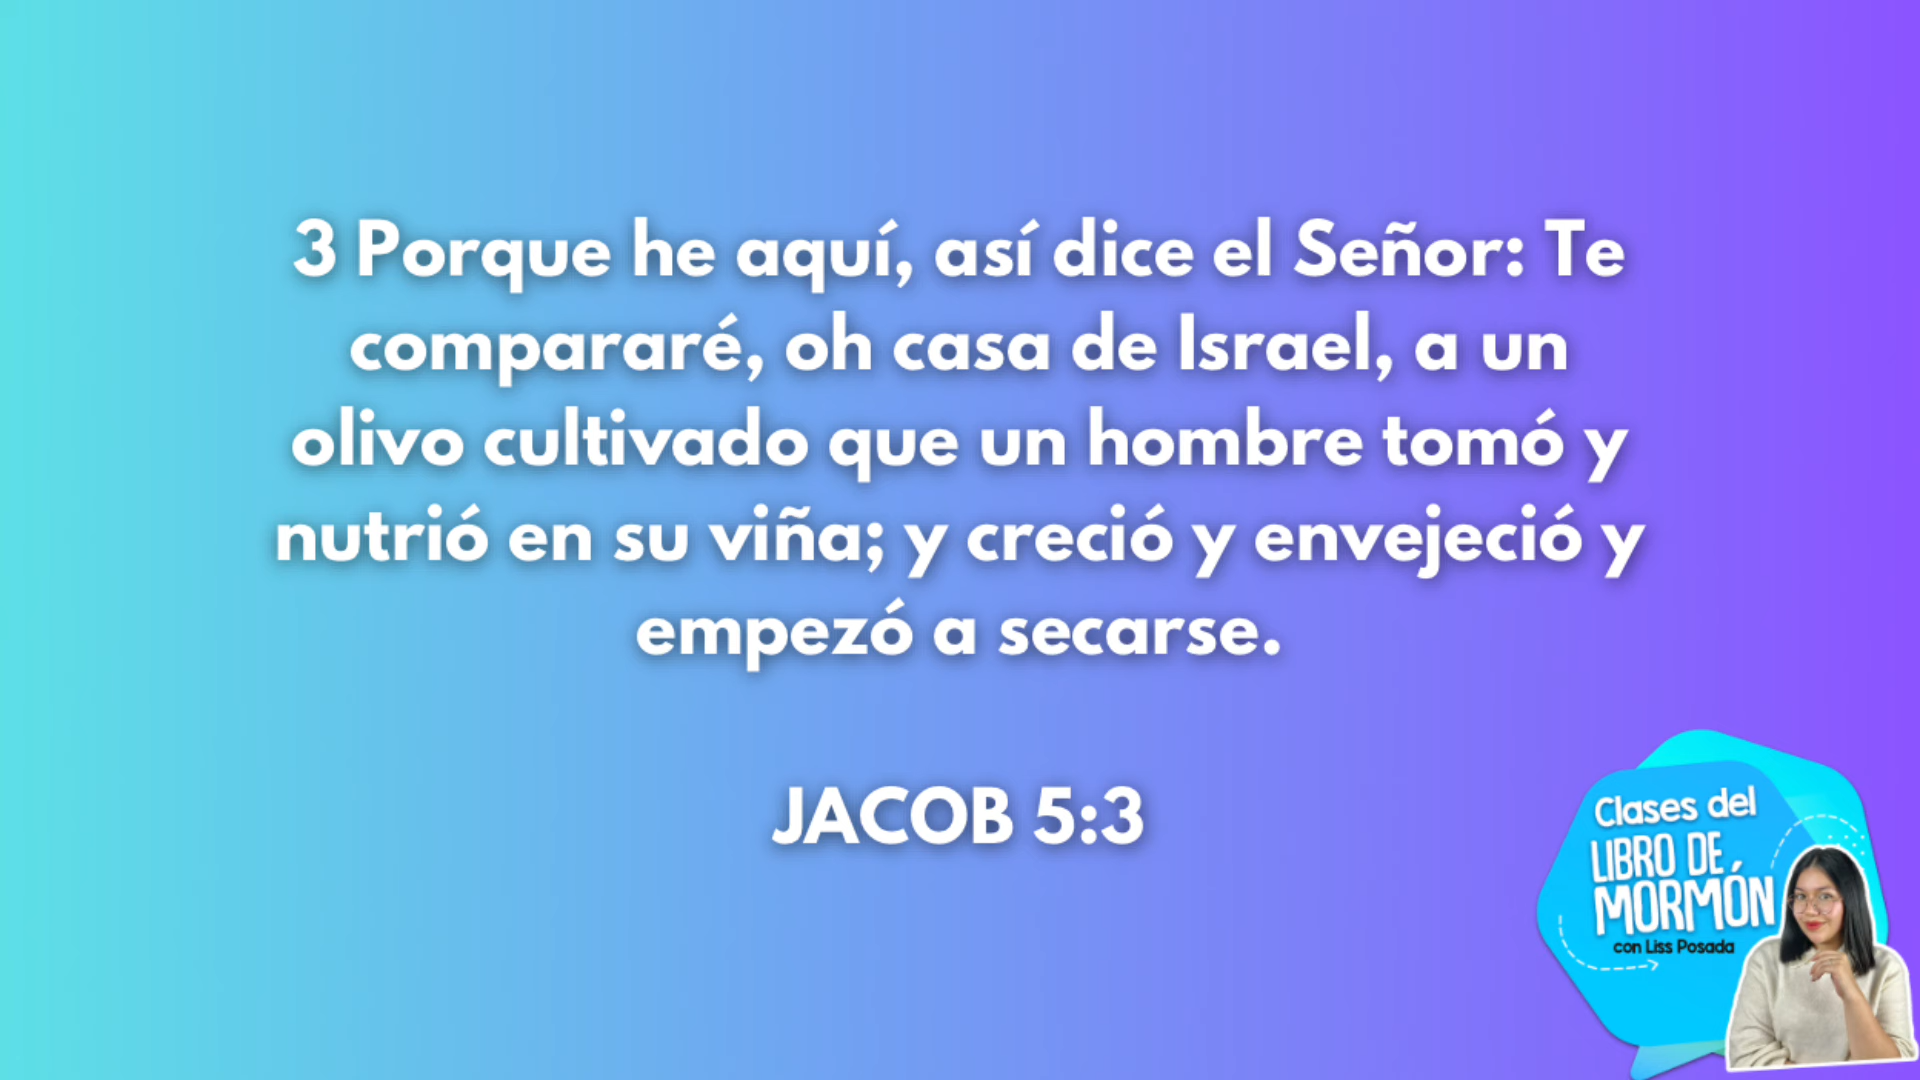 3 Porque he aquí, así dice el Señor: Te
compararé, oh casa de Israel, a un
olivo cultivado que un hombre tomó y
nutrió en su viña; y creció y envejeció y
empezó a secarse.
JACOB 5:3
Clases del
LIBRO DE
MORMÓN
con Liss Posada